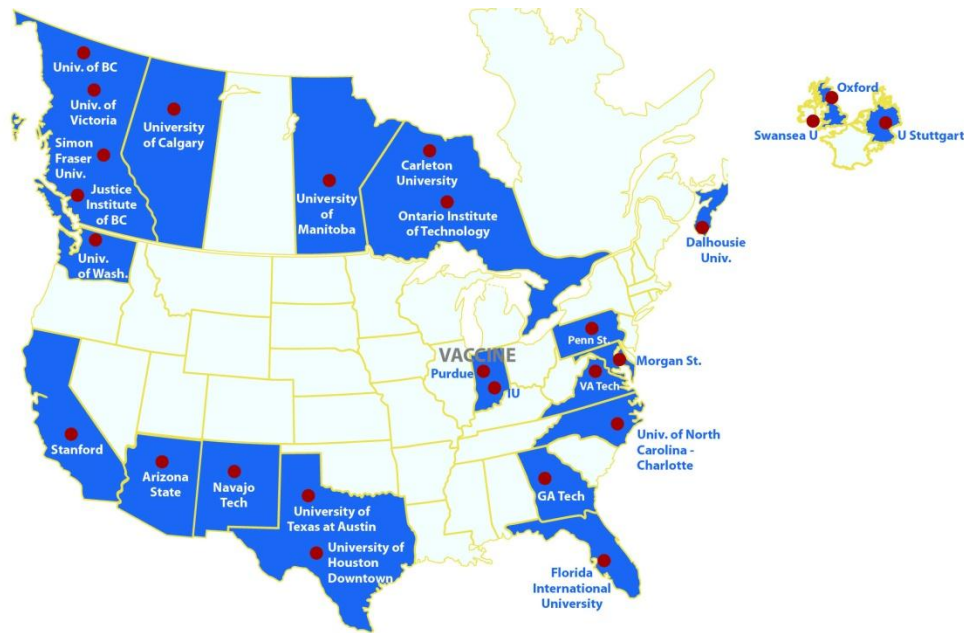 Univ. of BC
Univ. of
Victoria
Simon
Fraser
Univ.
Justice
Institute
of BC
University
of Calgary
University
of
Manitoba
Carleton
University
Ontario Institute
of Technology
Oxford
Swansea U
U Stuttgart
Dalhousie
Univ.
Univ.
of Wash.
Penn St.
Morgan St.
VACCINE
Purdue
IU
VA Tech
Univ. of North
Carolina -
Charlotte
Stanford
Arizona
State
Navajo
Tech
University of
Texas at Austin
University of
Houston
Downtown
GA Tech
Florida
International
University